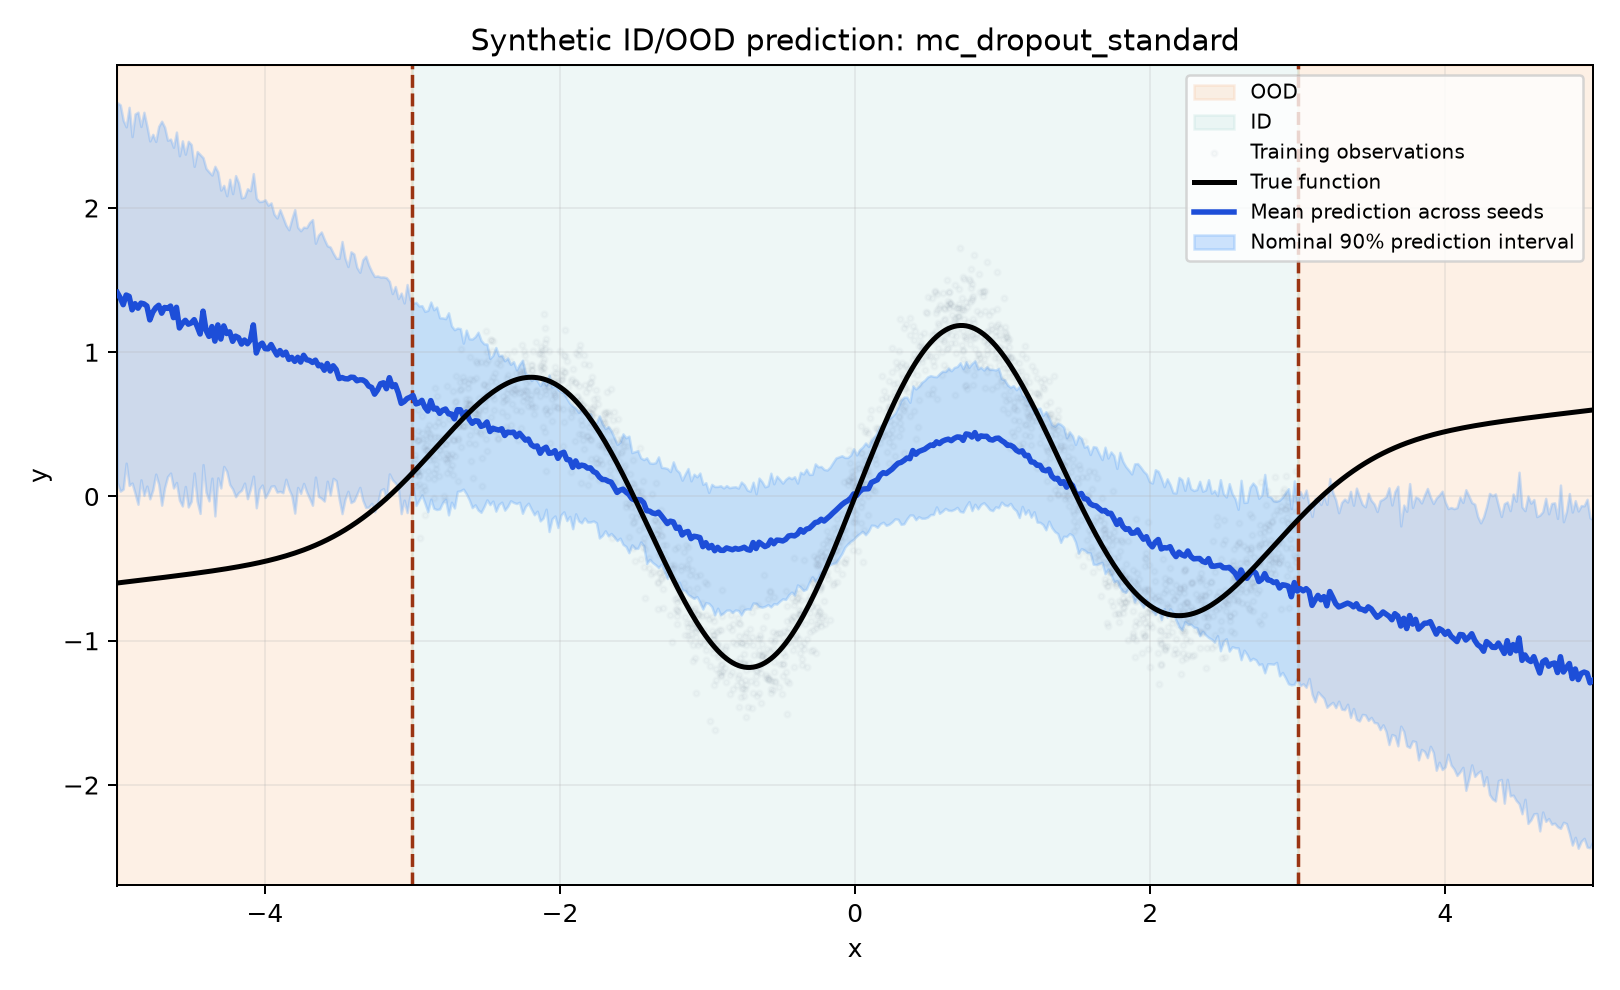 Synthetic ID/OOD prediction: mc_dropout_standard
OOD
ID
Training observations
True function
Mean prediction across seeds
Nominal 90% prediction interval
y
2
1
0
−1
−2
−4
−2
0
2
4
x